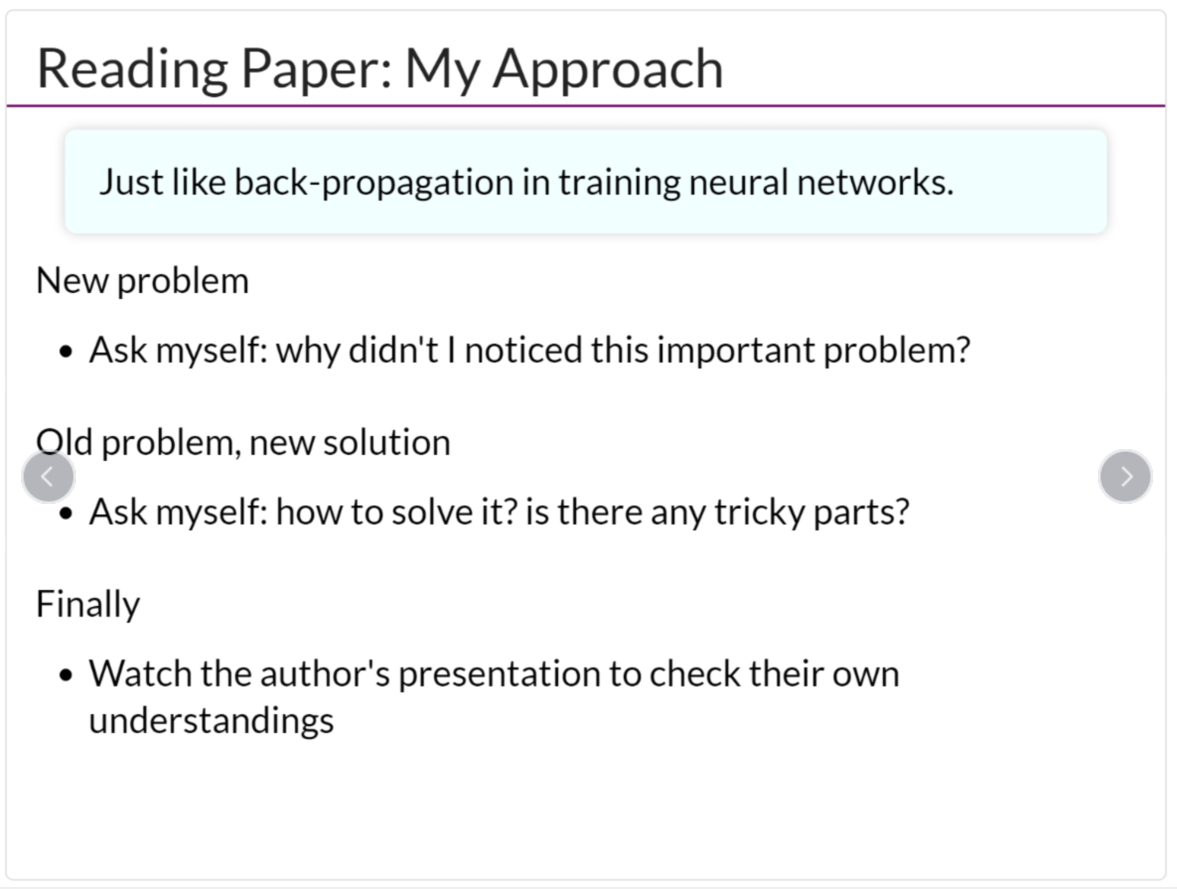 Reading Paper: My Approach
Just like back-propagation in training neural networks.
New problem
• Ask myself: why didn't I noticed this important problem?
Old problem, new solution
• Ask myself: how to solve it? is there any tricky parts?
Finally
• Watch the author's presentation to check their own
understandings